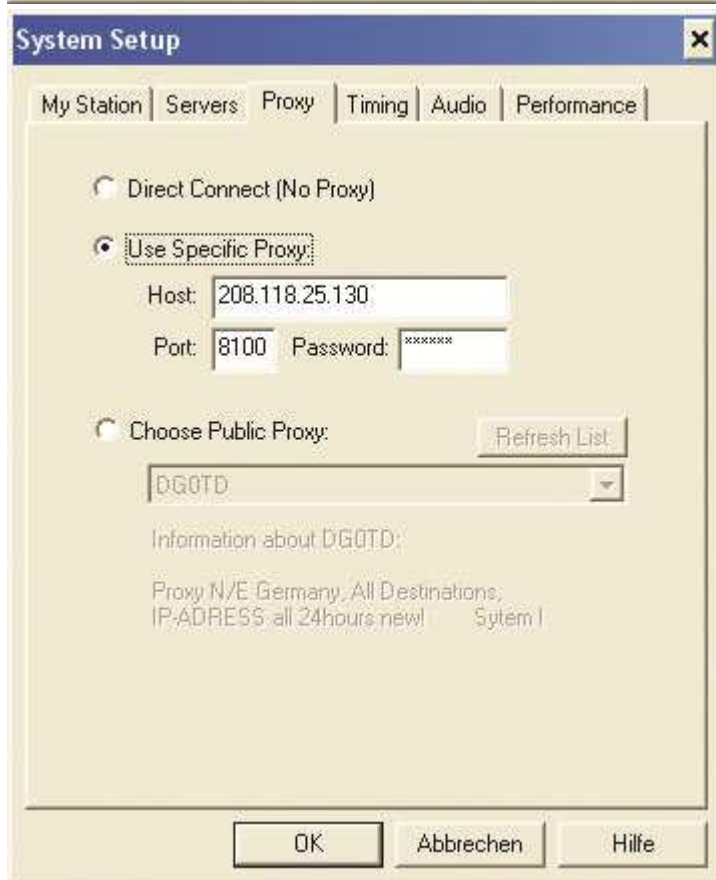 System Setup
My Station Servers Proxy Timing Audio Performance
Direct Connect (No Proxy)
Use Specific Proxy:
Host: 208.118.25.130
Port: 8100 Password: ******
Choose Public Proxy: Refresh List
DG0TD
Information about DG0TD:
Proxy N/E Germany, All Destinations,
IP-ADRESS all 24hours new! Sytem I
OK Abbrechen Hilfe